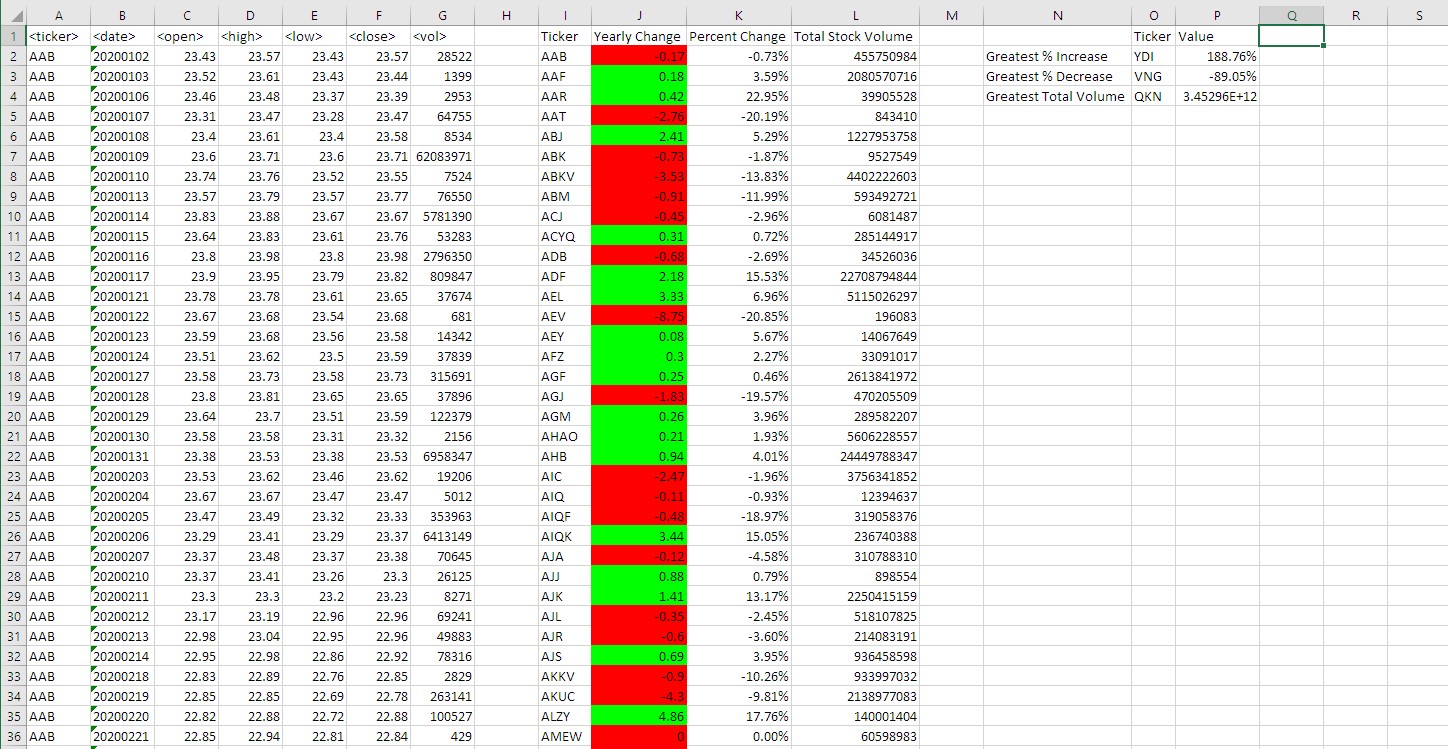 A B C D E F G H I J K L M N O P Q R S
1 <ticker> <date> <open> <high> <low> <close> <vol> Ticker Yearly Change Percent Change Total Stock Volume Ticker Value
2 AAB 20200102 23.43 23.57 23.43 23.57 28522 AAB -0.17 -0.73% 455750984 Greatest % Increase YDI 188.76%
3 AAB 20200103 23.52 23.61 23.43 23.44 1399 AAF 0.18 3.59% 2080570716 Greatest % Decrease VNG -89.05%
4 AAB 20200106 23.46 23.48 23.37 23.39 2953 AAR 0.42 22.95% 39905528 Greatest Total Volume QKN 3.45296E+12
5 AAB 20200107 23.31 23.47 23.28 23.47 64755 AAT -2.76 -20.19% 843410
6 AAB 20200108 23.4 23.61 23.4 23.58 8534 ABJ 2.41 5.29% 1227953758
7 AAB 20200109 23.6 23.71 23.6 23.71 62083971 ABK -0.73 -1.87% 9527549
8 AAB 20200110 23.74 23.76 23.52 23.55 7524 ABKV -3.53 -13.83% 4402222603
9 AAB 20200113 23.57 23.79 23.57 23.77 76550 ABM -0.91 -11.99% 593492721
10 AAB 20200114 23.83 23.88 23.67 23.67 5781390 ACJ -0.45 -2.96% 6081487
11 AAB 20200115 23.64 23.83 23.61 23.76 53283 ACYQ 0.31 0.72% 285144917
12 AAB 20200116 23.8 23.98 23.8 23.98 2796350 ADB -0.68 -2.69% 34526036
13 AAB 20200117 23.9 23.95 23.79 23.82 809847 ADF 2.18 15.53% 22708794844
14 AAB 20200121 23.78 23.78 23.61 23.65 37674 AEL 3.33 6.96% 5115026297
15 AAB 20200122 23.67 23.68 23.54 23.68 681 AEV -8.75 -20.85% 196083
16 AAB 20200123 23.59 23.68 23.56 23.58 14342 AEY 0.08 5.67% 14067649
17 AAB 20200124 23.51 23.62 23.5 23.59 37839 AFZ 0.3 2.27% 33091017
18 AAB 20200127 23.58 23.73 23.58 23.73 315691 AGF 0.25 0.46% 2613841972
19 AAB 20200128 23.8 23.81 23.65 23.65 37896 AGJ -1.83 -19.57% 470205509
20 AAB 20200129 23.64 23.7 23.51 23.59 122379 AGM 0.26 3.96% 289582207
21 AAB 20200130 23.58 23.58 23.31 23.32 2156 AHAO 0.21 1.93% 5606228557
22 AAB 20200131 23.38 23.53 23.38 23.53 6958347 AHB 0.94 4.01% 24449788347
23 AAB 20200203 23.53 23.62 23.46 23.62 19206 AIC -2.47 -1.96% 3756341852
24 AAB 20200204 23.67 23.67 23.47 23.47 5012 AIQ -0.11 -0.93% 12394637
25 AAB 20200205 23.47 23.49 23.32 23.33 353963 AIQF -0.48 -18.97% 319058376
26 AAB 20200206 23.29 23.41 23.29 23.37 6413149 AIQK 3.44 15.05% 236740388
27 AAB 20200207 23.37 23.48 23.37 23.38 70645 AJA -0.12 -4.58% 310788310
28 AAB 20200210 23.37 23.41 23.26 23.3 26125 AJJ 0.88 0.79% 898554
29 AAB 20200211 23.3 23.3 23.2 23.23 8271 AJK 1.41 13.17% 2250415159
30 AAB 20200212 23.17 23.19 22.96 22.96 69241 AJL -0.35 -2.45% 518107825
31 AAB 20200213 22.98 23.04 22.95 22.96 49883 AJR -0.6 -3.60% 214083191
32 AAB 20200214 22.95 22.98 22.86 22.92 78316 AJS 0.69 3.95% 936458598
33 AAB 20200218 22.83 22.89 22.76 22.85 2829 AKKV -0.9 -10.26% 933997032
34 AAB 20200219 22.85 22.85 22.69 22.78 263141 AKUC -4.3 -9.81% 2138977083
35 AAB 20200220 22.82 22.88 22.72 22.88 100527 ALZY 4.86 17.76% 140001404
36 AAB 20200221 22.85 22.94 22.81 22.84 429 AMEW 0 0.00% 60598983